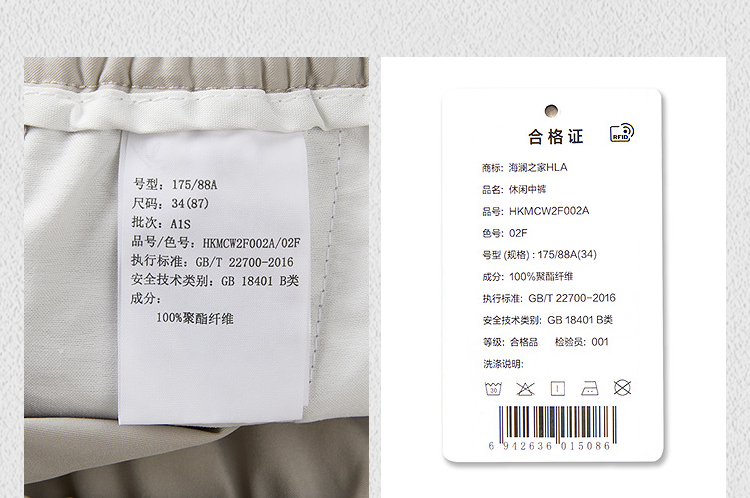 号型: 175/88A
尺码: 34(87)
批次: A1S
品号/色号: HKMCW2F002A/02F
执行标准: GB/T 22700-2016
安全技术类别: GB 18401 B类
成分:
100%聚酯纤维
合格证
RFID
商标: 海澜之家HLA
品名: 休闲中裤
品号: HKMCW2F002A
色号: 02F
号型 (规格) : 175/88A(34)
成分: 100%聚酯纤维
执行标准: GB/T 22700-2016
安全技术类别: GB 18401 B类
等级: 合格品 检验员: 001
洗涤说明:
30
6 942636 015086